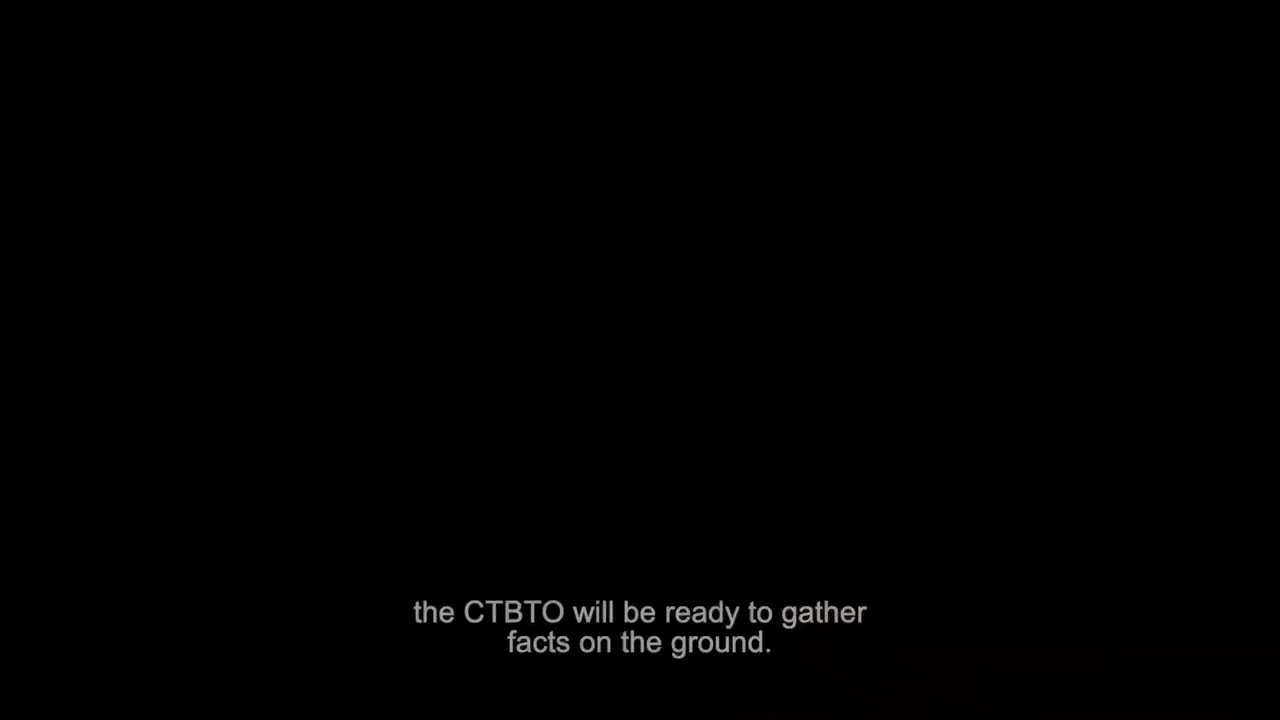 the CTBTO will be ready to gather
facts on the ground.